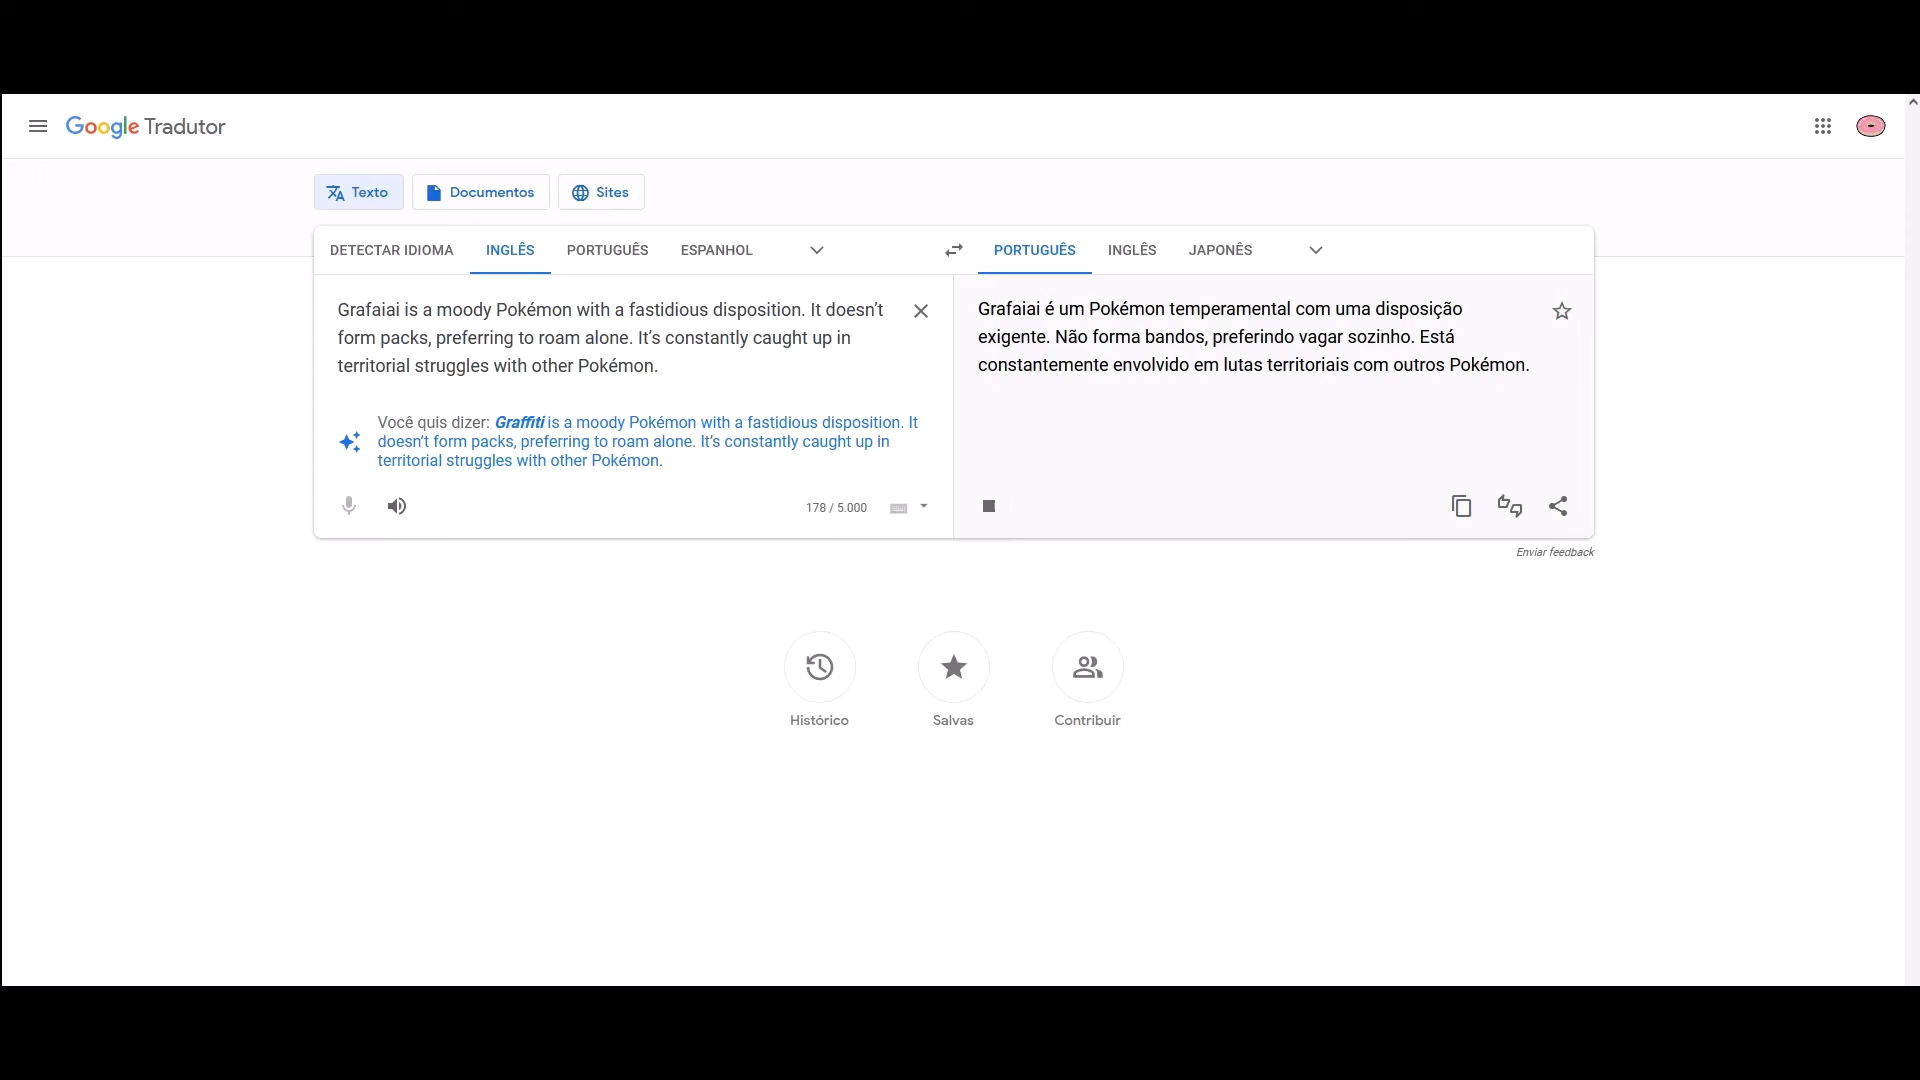 Google Tradutor
Texto
Documentos
Sites
DETECTAR IDIOMA
INGLÊS
PORTUGUÊS
ESPANHOL
PORTUGUÊS
INGLÊS
JAPONÊS
Grafaiai is a moody Pokémon with a fastidious disposition. It doesn’t
form packs, preferring to roam alone. It’s constantly caught up in
territorial struggles with other Pokémon.
Você quis dizer: Graffiti is a moody Pokémon with a fastidious disposition. It
doesn’t form packs, preferring to roam alone. It’s constantly caught up in
territorial struggles with other Pokémon.
178 / 5.000
Grafaiai é um Pokémon temperamental com uma disposição
exigente. Não forma bandos, preferindo vagar sozinho. Está
constantemente envolvido em lutas territoriais com outros Pokémon.
Enviar feedback
Histórico
Salvas
Contribuir